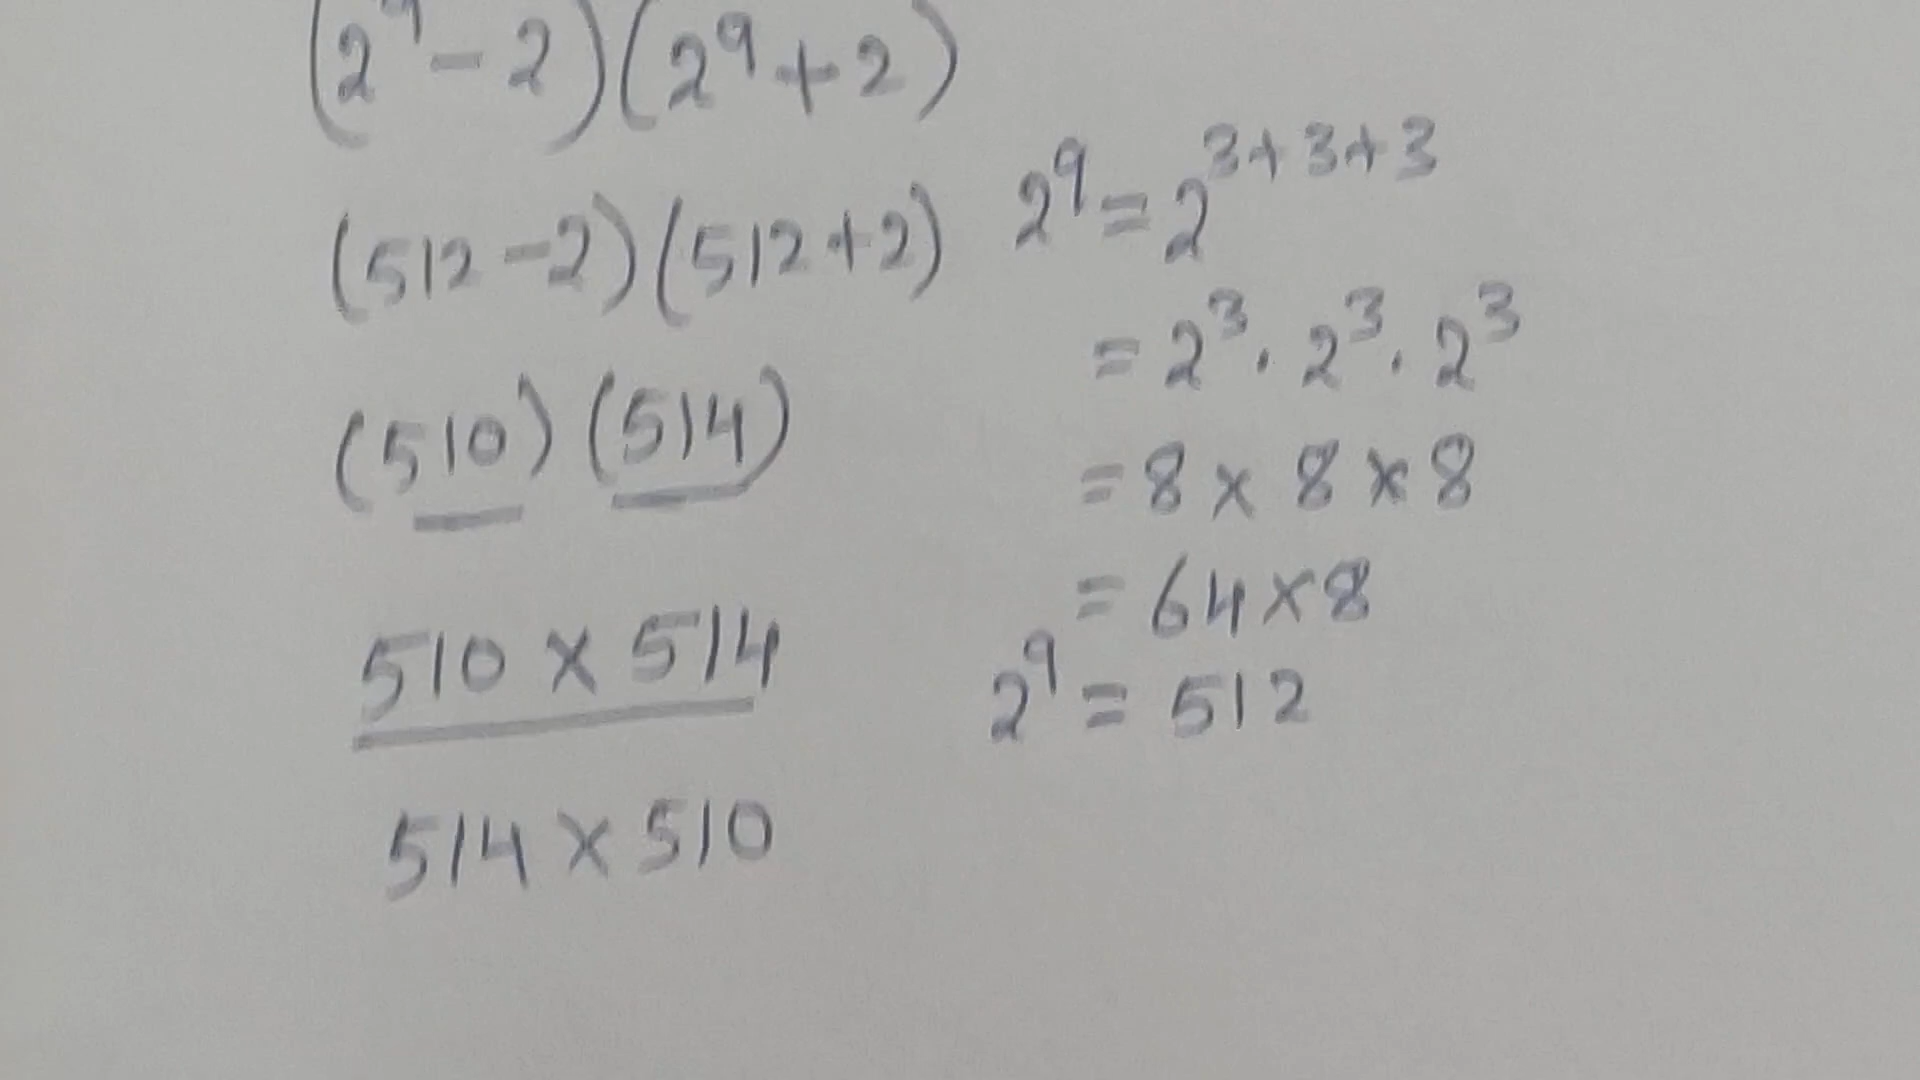 (2⁹ - 2)(2⁹ + 2)
(512 - 2)(512 + 2)
(510) (514)
510 × 514
514 × 510
2⁹ = 2³⁺³⁺³
= 2³ · 2³ · 2³
= 8 × 8 × 8
= 64 × 8
2⁹ = 512